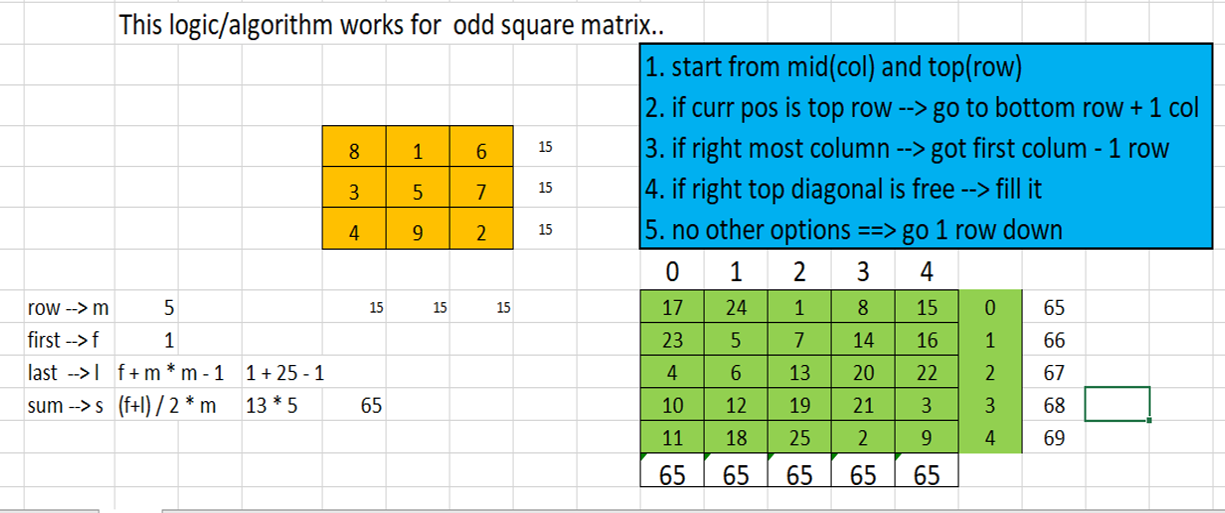 This logic/algorithm works for odd square matrix..
1. start from mid(col) and top(row)
2. if curr pos is top row --> go to bottom row + 1 col
3. if right most column --> got first colum - 1 row
4. if right top diagonal is free --> fill it
5. no other options ==> go 1 row down
8 1 6 15
3 5 7 15
4 9 2 15
15 15 15
row --> m 5
first --> f 1
last --> l f + m * m - 1 1 + 25 - 1
sum --> s (f+l) / 2 * m 13 * 5 65
0 1 2 3 4
17 24 1 8 15 0 65
23 5 7 14 16 1 66
4 6 13 20 22 2 67
10 12 19 21 3 3 68
11 18 25 2 9 4 69
65 65 65 65 65